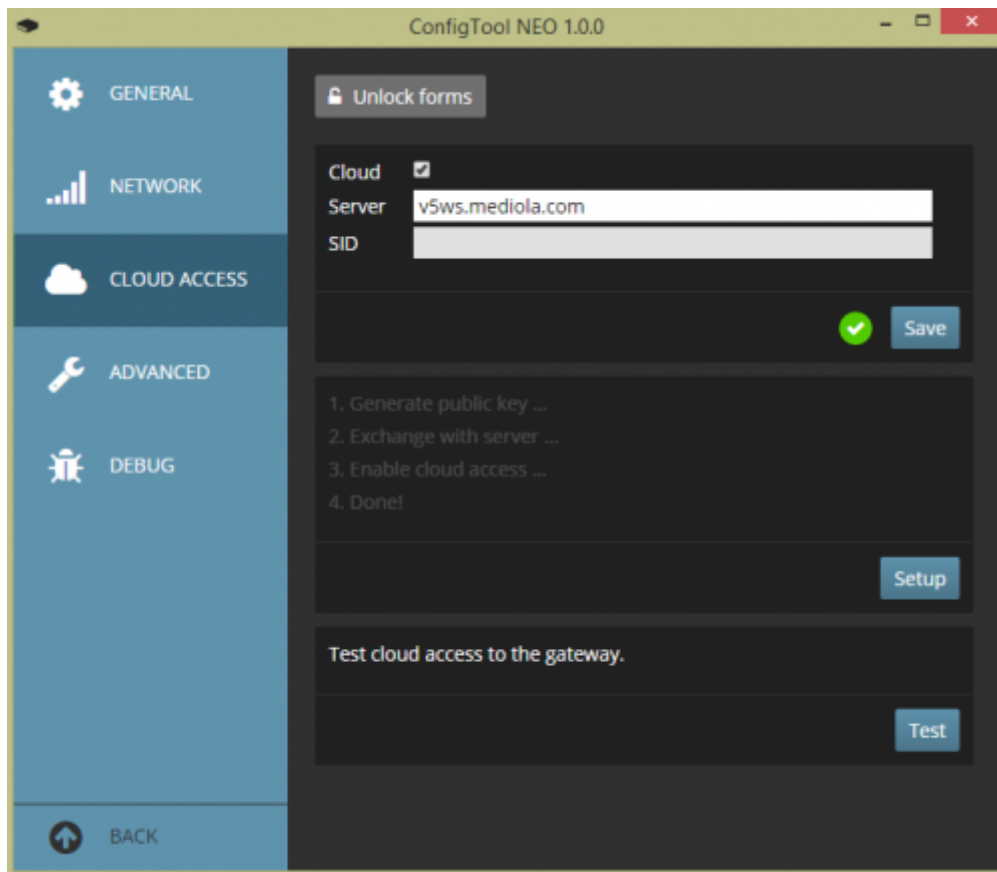 ConfigTool NEO 1.0.0
GENERAL
NETWORK
CLOUD ACCESS
ADVANCED
DEBUG
BACK
Unlock forms
Cloud
Server v5ws.mediola.com
SID
Save
1. Generate public key ...
2. Exchange with server ...
3. Enable cloud access ...
4. Done!
Setup
Test cloud access to the gateway.
Test